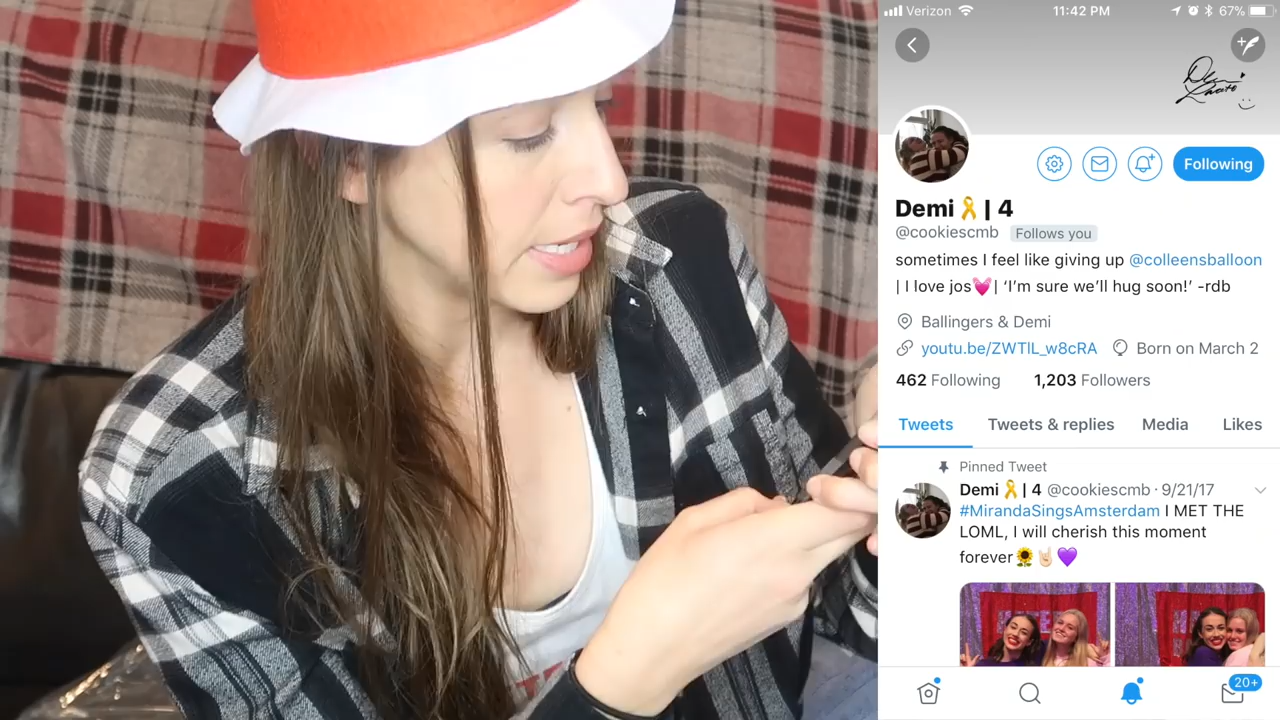 Verizon
11:42 PM
67%
Following
Demi🎗️| 4
@cookiescmb Follows you
sometimes I feel like giving up @colleensballoon
| I love jos💓| ‘I’m sure we’ll hug soon!’ -rdb
Ballingers & Demi
youtu.be/ZWTlL_w8cRA Born on March 2
462 Following 1,203 Followers
Tweets Tweets & replies Media Likes
Pinned Tweet
Demi🎗️| 4 @cookiescmb · 9/21/17
#MirandaSingsAmsterdam I MET THE
LOML, I will cherish this moment
forever🌻🤘🏻💜
20+